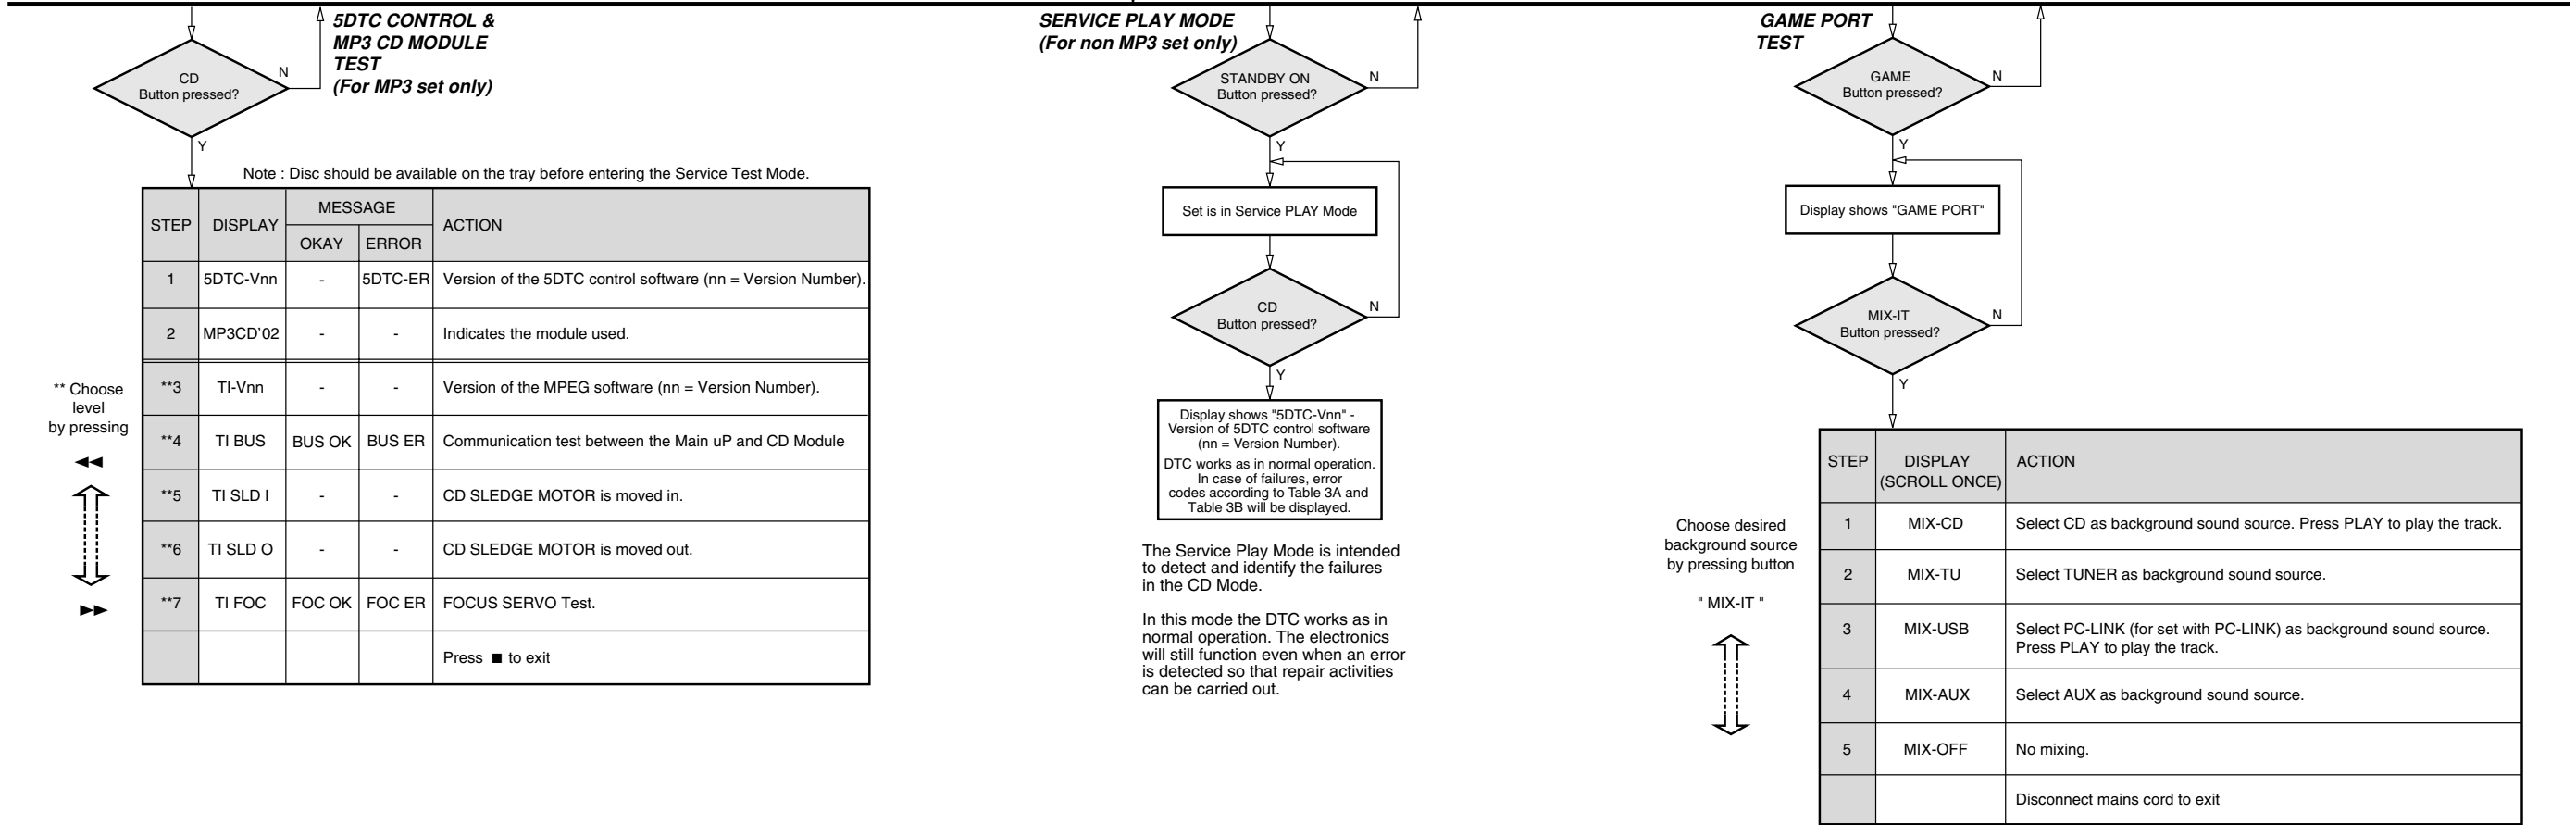 5DTC CONTROL &
MP3 CD MODULE
TEST
(For MP3 set only)
CD
Button pressed?
N
Y
Note : Disc should be available on the tray before entering the Service Test Mode.
STEP DISPLAY MESSAGE ACTION
OKAY ERROR
1 5DTC-Vnn - 5DTC-ER Version of the 5DTC control software (nn = Version Number).
2 MP3CD'02 - - Indicates the module used.
**3 TI-Vnn - - Version of the MPEG software (nn = Version Number).
**4 TI BUS BUS OK BUS ER Communication test between the Main uP and CD Module
**5 TI SLD I - - CD SLEDGE MOTOR is moved in.
**6 TI SLD O - - CD SLEDGE MOTOR is moved out.
**7 TI FOC FOC OK FOC ER FOCUS SERVO Test.
Press ■ to exit
** Choose
level
by pressing
◄◄
►►
SERVICE PLAY MODE
(For non MP3 set only)
STANDBY ON
Button pressed?
N
Y
Set is in Service PLAY Mode
CD
Button pressed?
N
Y
Display shows "5DTC-Vnn" -
Version of 5DTC control software
(nn = Version Number).
DTC works as in normal operation.
In case of failures, error
codes according to Table 3A and
Table 3B will be displayed.
The Service Play Mode is intended
to detect and identify the failures
in the CD Mode.
In this mode the DTC works as in
normal operation. The electronics
will still function even when an error
is detected so that repair activities
can be carried out.
GAME PORT
TEST
GAME
Button pressed?
N
Y
Display shows "GAME PORT"
MIX-IT
Button pressed?
N
Y
Choose desired
background source
by pressing button
" MIX-IT "
STEP DISPLAY ACTION
(SCROLL ONCE)
1 MIX-CD Select CD as background sound source. Press PLAY to play the track.
2 MIX-TU Select TUNER as background sound source.
3 MIX-USB Select PC-LINK (for set with PC-LINK) as background sound source.
Press PLAY to play the track.
4 MIX-AUX Select AUX as background sound source.
5 MIX-OFF No mixing.
Disconnect mains cord to exit